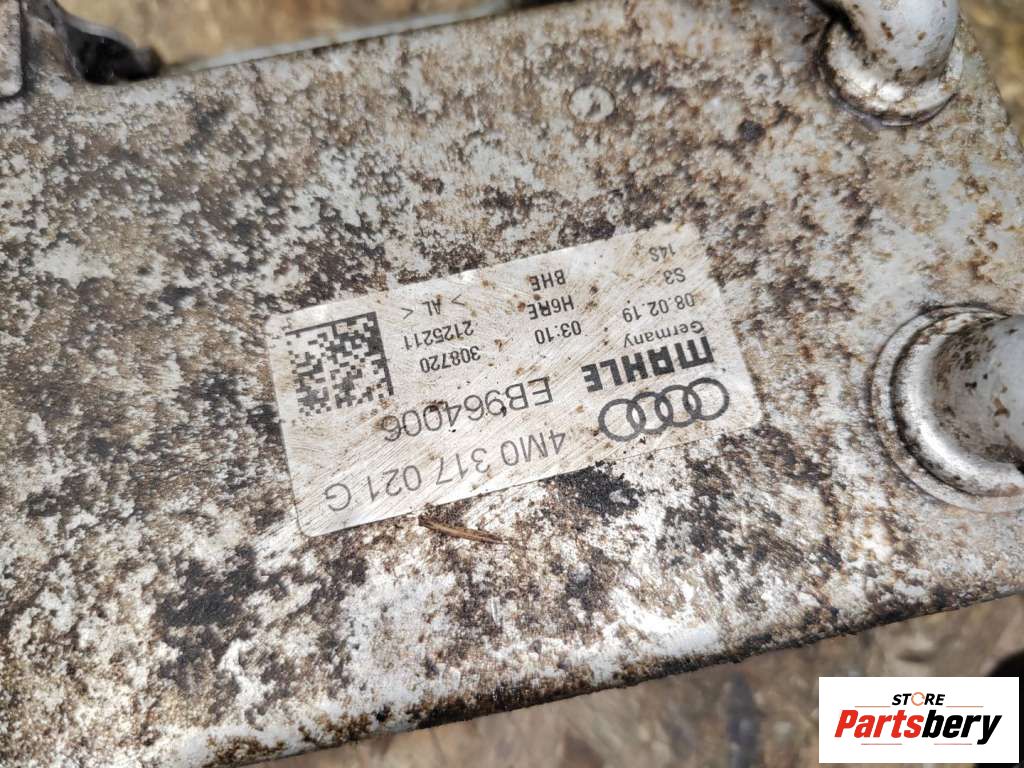 4M0 317 021 G
EB964006
MAHLE
Germany
308720
03:10
08.02.19
2125211
H6RE
S3
> AL <
BHE
14S
STORE
Partsbery